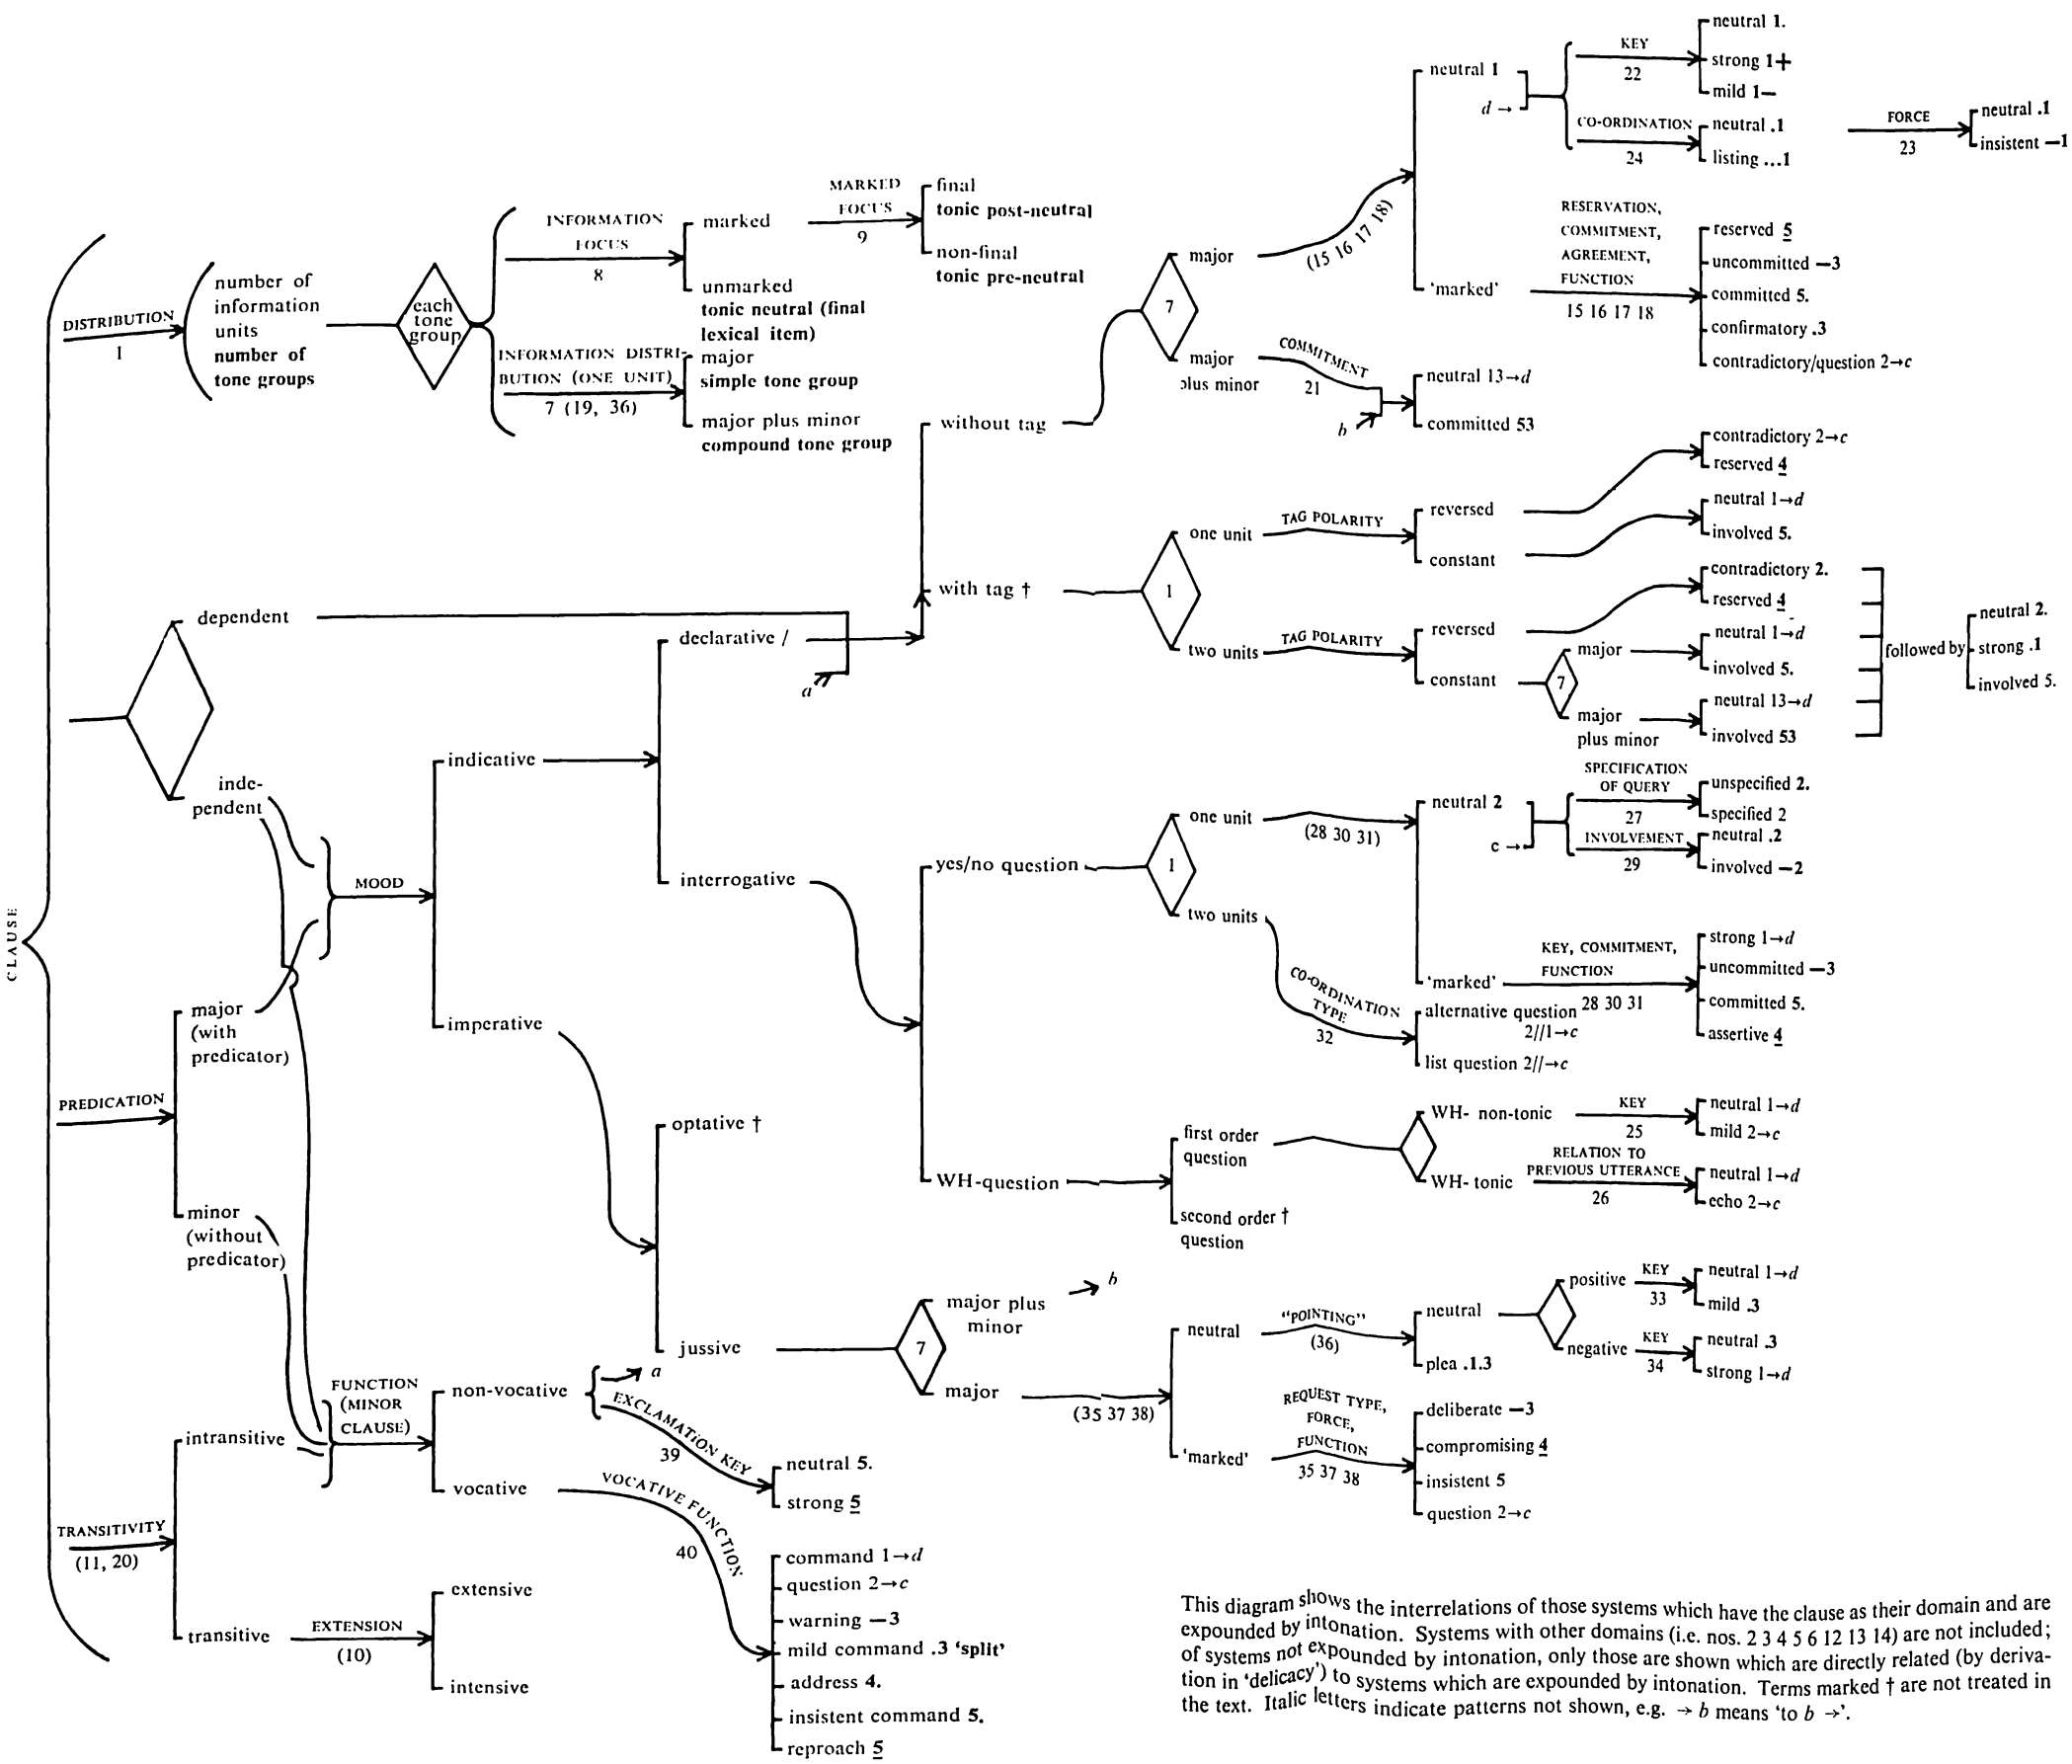 CLAUSE
DISTRIBUTION
1
number of
information
units
number of
tone groups
each
tone
group
INFORMATION
FOCUS
8
marked
unmarked
tonic neutral (final
lexical item)
MARKED
FOCUS
9
final
tonic post-neutral
non-final
tonic pre-neutral
INFORMATION DISTRI-
BUTION (ONE UNIT)
7 (19, 36)
major
simple tone group
major plus minor
compound tone group
dependent
inde-
pendent
PREDICATION
major
(with
predicator)
minor
(without
predicator)
TRANSITIVITY
(11, 20)
intransitive
transitive
EXTENSION
(10)
extensive
intensive
MOOD
indicative
imperative
declarative /
a
interrogative
without tag
with tag †
7
major
(15 16 17 18)
neutral 1
d →
KEY
22
neutral 1.
strong 1+
mild 1—
CO-ORDINATION
24
neutral .1
listing ...1
FORCE
23
neutral .1
insistent —1
'marked'
RESERVATION,
COMMITMENT,
AGREEMENT,
FUNCTION
15 16 17 18
reserved 5
uncommitted —3
committed 5.
confirmatory .3
contradictory/question 2→c
major
plus minor
COMMITMENT
21
b
neutral 13→d
committed 53
1
one unit
TAG POLARITY
reversed
contradictory 2→c
reserved 4
constant
neutral 1→d
involved 5.
two units
TAG POLARITY
reversed
contradictory 2.
reserved 4
constant
7
major
neutral 1→d
involved 5.
major
plus minor
neutral 13→d
involved 53
followed by
neutral 2.
strong .1
involved 5.
yes/no question
1
one unit
(28 30 31)
neutral 2
c →
SPECIFICATION
OF QUERY
27
unspecified 2.
specified 2
INVOLVEMENT
29
neutral .2
involved —2
'marked'
KEY, COMMITMENT,
FUNCTION
28 30 31
strong 1→d
uncommitted —3
committed 5.
assertive 4
two units
CO-ORDINATION
TYPE
32
alternative question
2//1→c
list question 2//→c
WH-question
first order
question
WH- non-tonic
KEY
25
neutral 1→d
mild 2→c
WH- tonic
RELATION TO
PREVIOUS UTTERANCE
26
neutral 1→d
echo 2→c
second order †
question
optative †
jussive
7
major plus
minor
b
major
(35 37 38)
neutral
"POINTING"
(36)
neutral
positive
KEY
33
neutral 1→d
mild .3
negative
KEY
34
neutral .3
strong 1→d
plea .1.3
'marked'
REQUEST TYPE,
FORCE,
FUNCTION
35 37 38
deliberate —3
compromising 4
insistent 5
question 2→c
FUNCTION
(MINOR
CLAUSE)
non-vocative
a
EXCLAMATION KEY
39
neutral 5.
strong 5
vocative
VOCATIVE FUNCTION
40
command 1→d
question 2→c
warning —3
mild command .3 'split'
address 4.
insistent command 5.
reproach 5
This diagram shows the interrelations of those systems which have the clause as their domain and are
expounded by intonation. Systems with other domains (i.e. nos. 2 3 4 5 6 12 13 14) are not included;
of systems not expounded by intonation, only those are shown which are directly related (by deriva-
tion in 'delicacy') to systems which are expounded by intonation. Terms marked † are not treated in
the text. Italic letters indicate patterns not shown, e.g. → b means 'to b →'.